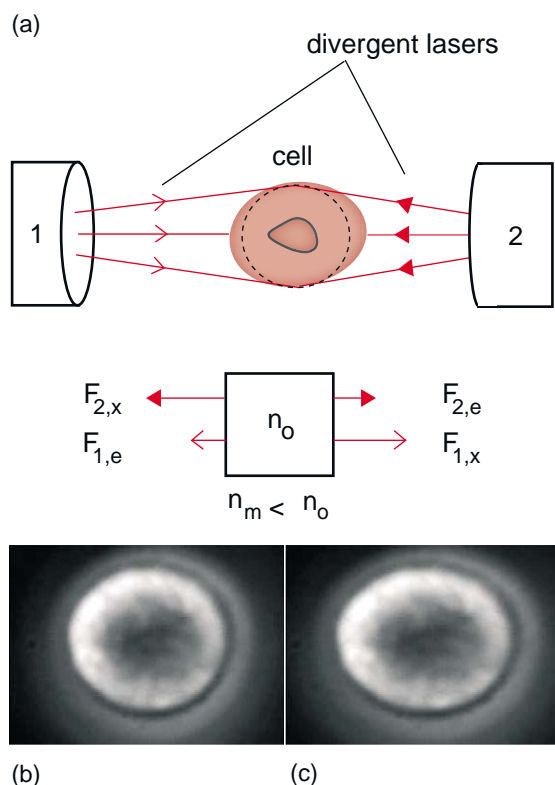 (a)
divergent lasers
cell
1
2
F2,x
F2,e
F1,e
no
F1,x
nm < no
(b)
(c)